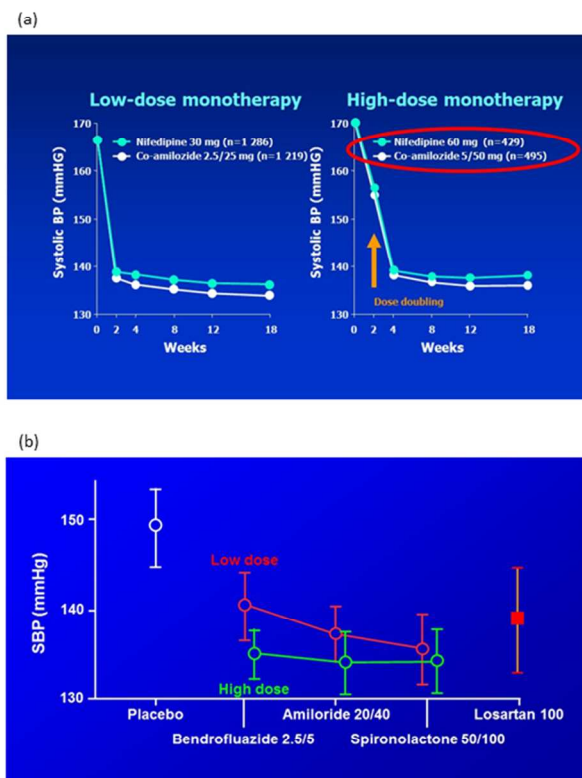 (a)
Low-dose monotherapy
High-dose monotherapy
170
160
150
140
130
Systolic BP (mmHG)
Nifedipine 30 mg (n=1 286)
Co-amilozide 2.5/25 mg (n=1 219)
0 2 4 8 12 18
Weeks
170
160
150
140
130
Systolic BP (mmHG)
Nifedipine 60 mg (n=429)
Co-amilozide 5/50 mg (n=495)
Dose doubling
0 2 4 8 12 18
Weeks
(b)
150
140
130
SBP (mmHg)
Low dose
High dose
Placebo
Amiloride 20/40
Losartan 100
Bendrofluazide 2.5/5
Spironolactone 50/100